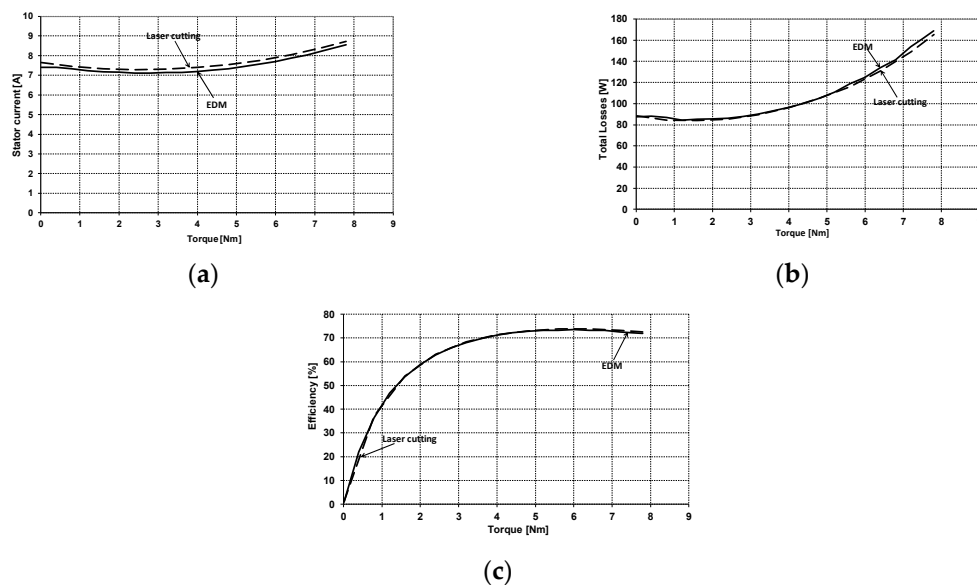 10
9
8
7
6
5
4
3
2
1
0
Stator current [A]
Laser cutting
EDM
0 1 2 3 4 5 6 7 8 9
Torque [Nm]
(a)
180
160
140
120
100
80
60
40
20
0
Total Losses [W]
EDM
Laser cutting
0 1 2 3 4 5 6 7 8
Torque [Nm]
(b)
80
70
60
50
40
30
20
10
0
Efficiency [%]
EDM
Laser cutting
0 1 2 3 4 5 6 7 8 9
Torque [Nm]
(c)